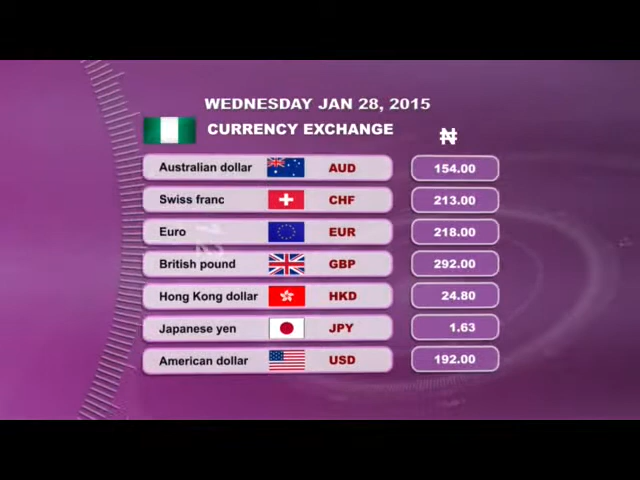 WEDNESDAY JAN 28, 2015
CURRENCY EXCHANGE ₦
Australian dollar AUD 154.00
Swiss franc CHF 213.00
Euro EUR 218.00
British pound GBP 292.00
Hong Kong dollar HKD 24.80
Japanese yen JPY 1.63
American dollar USD 192.00